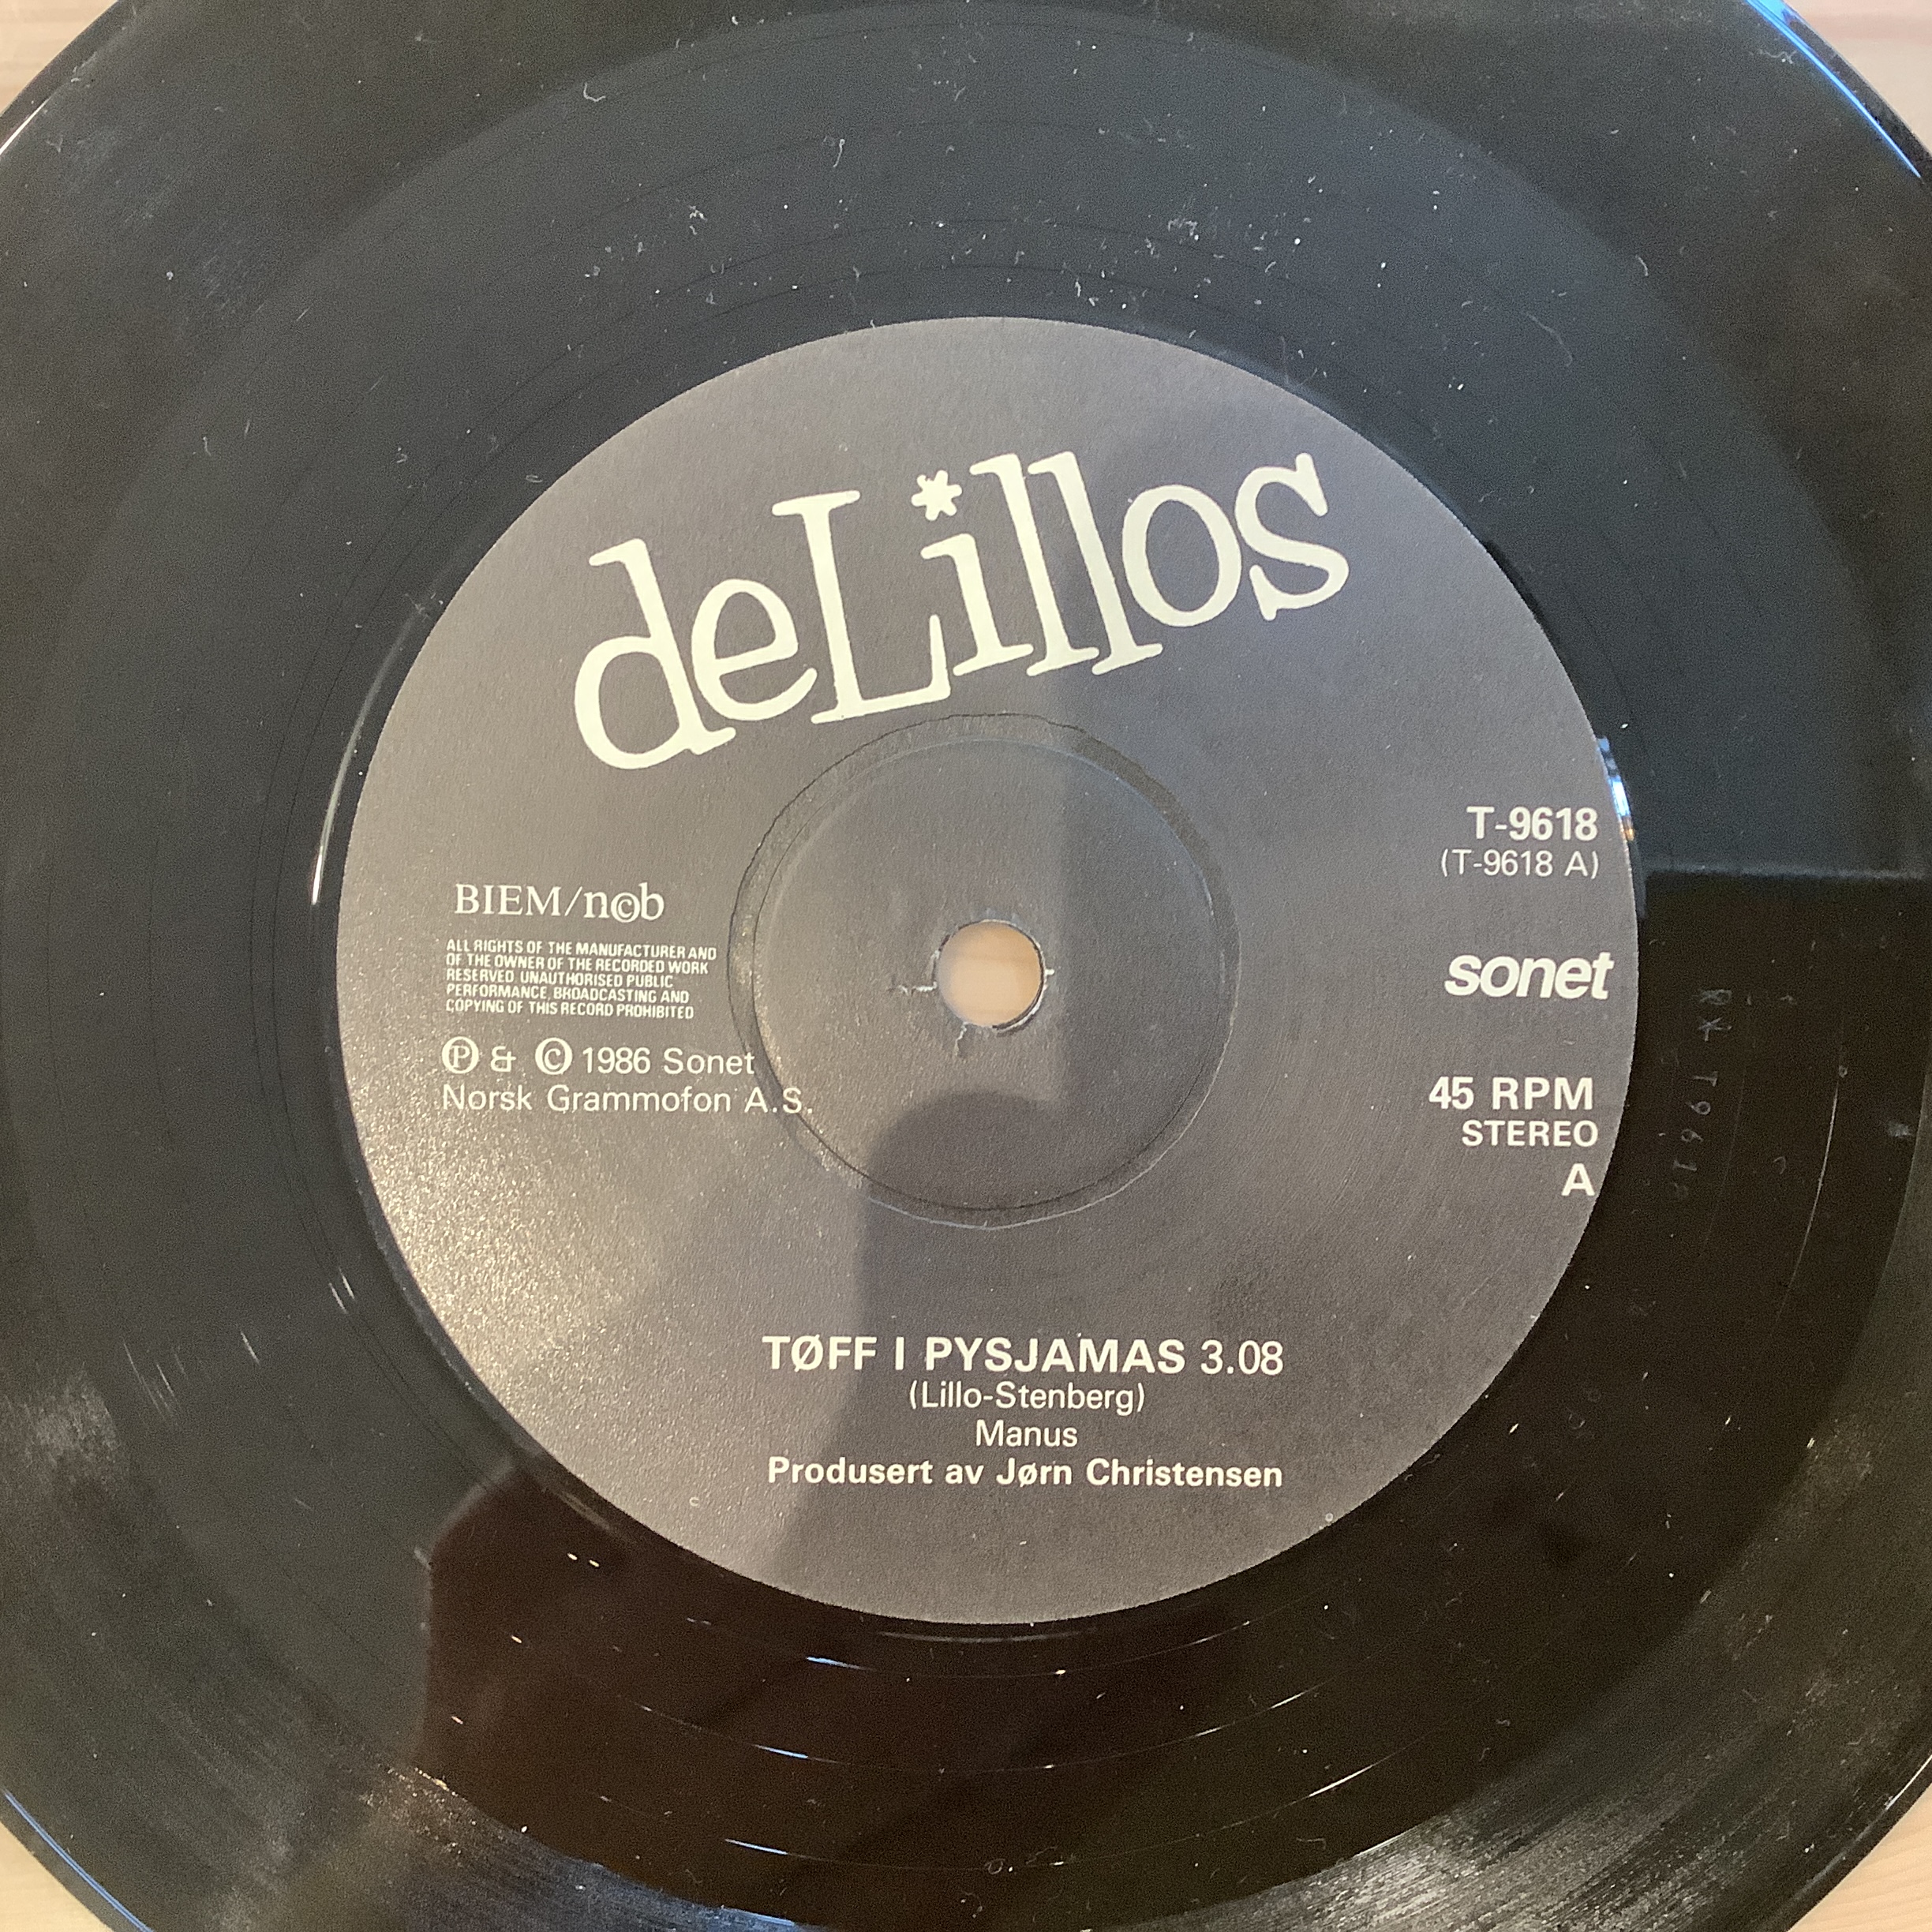 deLillos
T-9618
(T-9618 A)
BIEM/n©b
ALL RIGHTS OF THE MANUFACTURER AND
OF THE OWNER OF THE RECORDED WORK
RESERVED. UNAUTHORISED PUBLIC
PERFORMANCE, BROADCASTING AND
COPYING OF THIS RECORD PROHIBITED
sonet
℗ & © 1986 Sonet
Norsk Grammofon A.S.
45 RPM
STEREO
A
TØFF I PYSJAMAS 3.08
(Lillo-Stenberg)
Manus
Produsert av Jørn Christensen